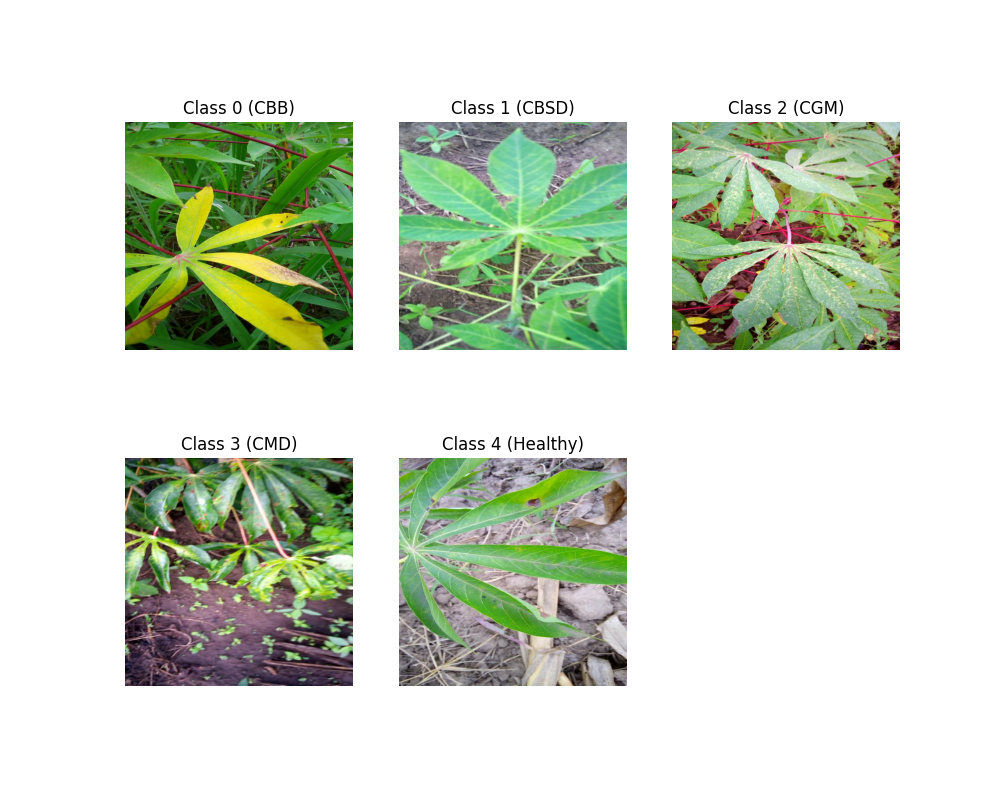 Class 0 (CBB)
Class 1 (CBSD)
Class 2 (CGM)
Class 3 (CMD)
Class 4 (Healthy)